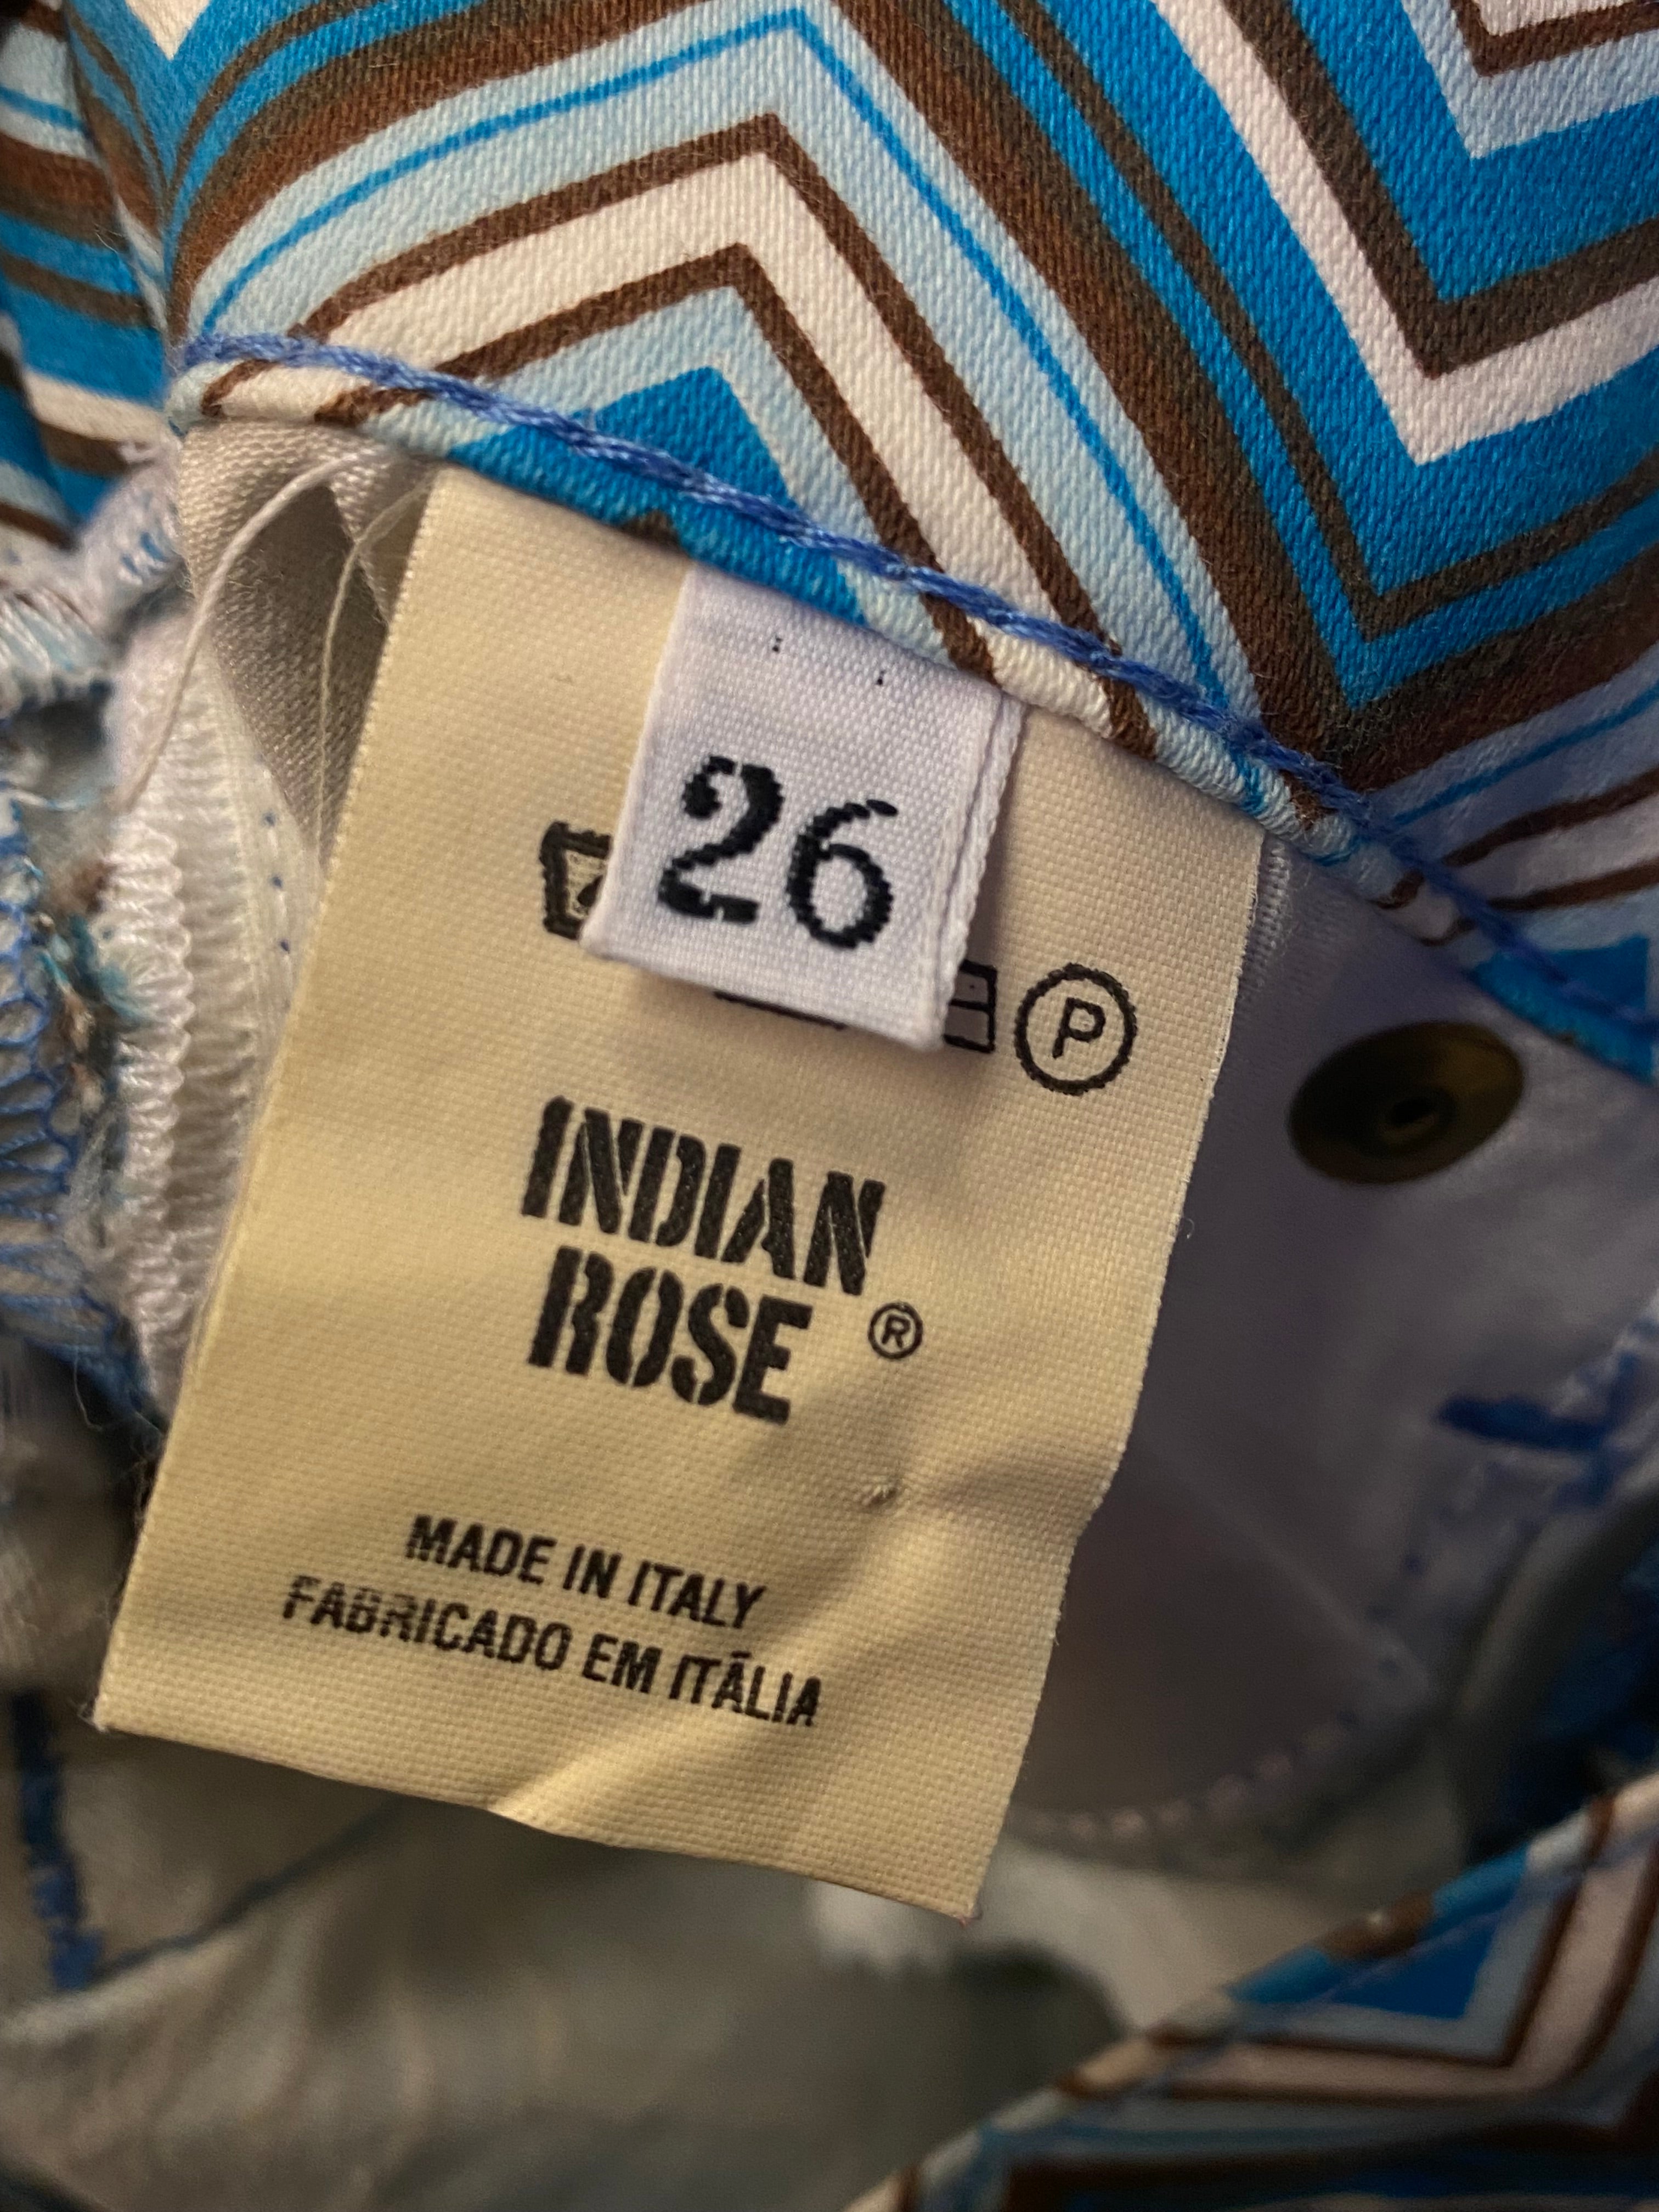 26
P
INDIAN
ROSE ®
MADE IN ITALY
FABRICADO EM ITÁLIA